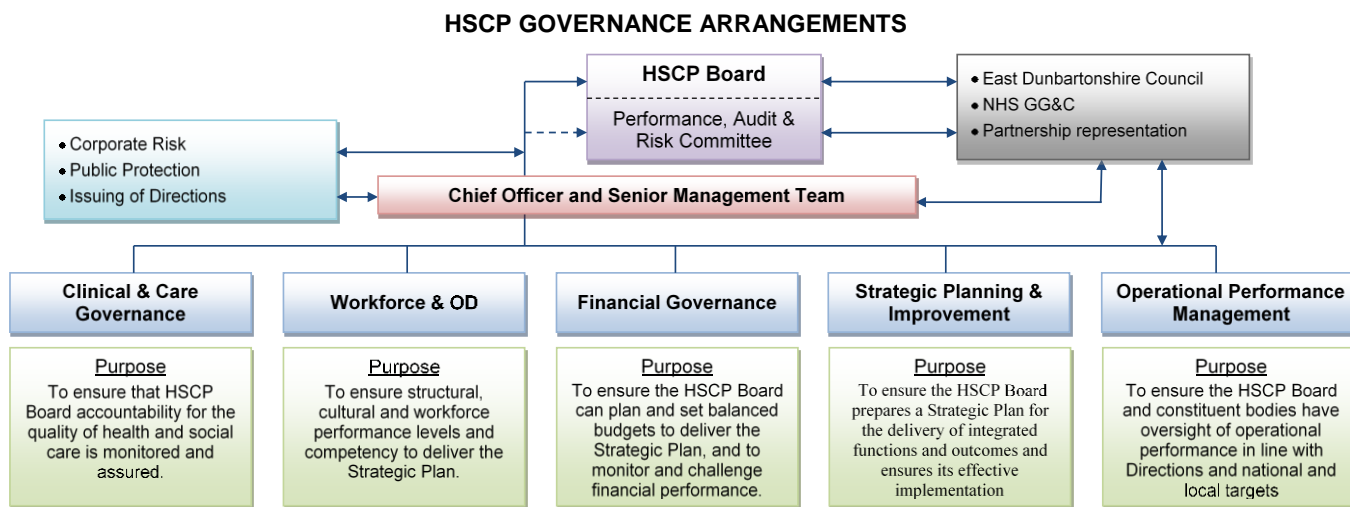 HSCP GOVERNANCE ARRANGEMENTS
HSCP Board
Performance, Audit &
Risk Committee
• East Dunbartonshire Council
• NHS GG&C
• Partnership representation
• Corporate Risk
• Public Protection
• Issuing of Directions
Chief Officer and Senior Management Team
Clinical & Care
Governance
Workforce & OD
Financial Governance
Strategic Planning &
Improvement
Operational Performance
Management
Purpose
To ensure that HSCP
Board accountability for the
quality of health and social
care is monitored and
assured.
Purpose
To ensure structural,
cultural and workforce
performance levels and
competency to deliver the
Strategic Plan.
Purpose
To ensure the HSCP Board
can plan and set balanced
budgets to deliver the
Strategic Plan, and to
monitor and challenge
financial performance.
Purpose
To ensure the HSCP Board
prepares a Strategic Plan for
the delivery of integrated
functions and outcomes and
ensures its effective
implementation
Purpose
To ensure the HSCP Board
and constituent bodies have
oversight of operational
performance in line with
Directions and national and
local targets